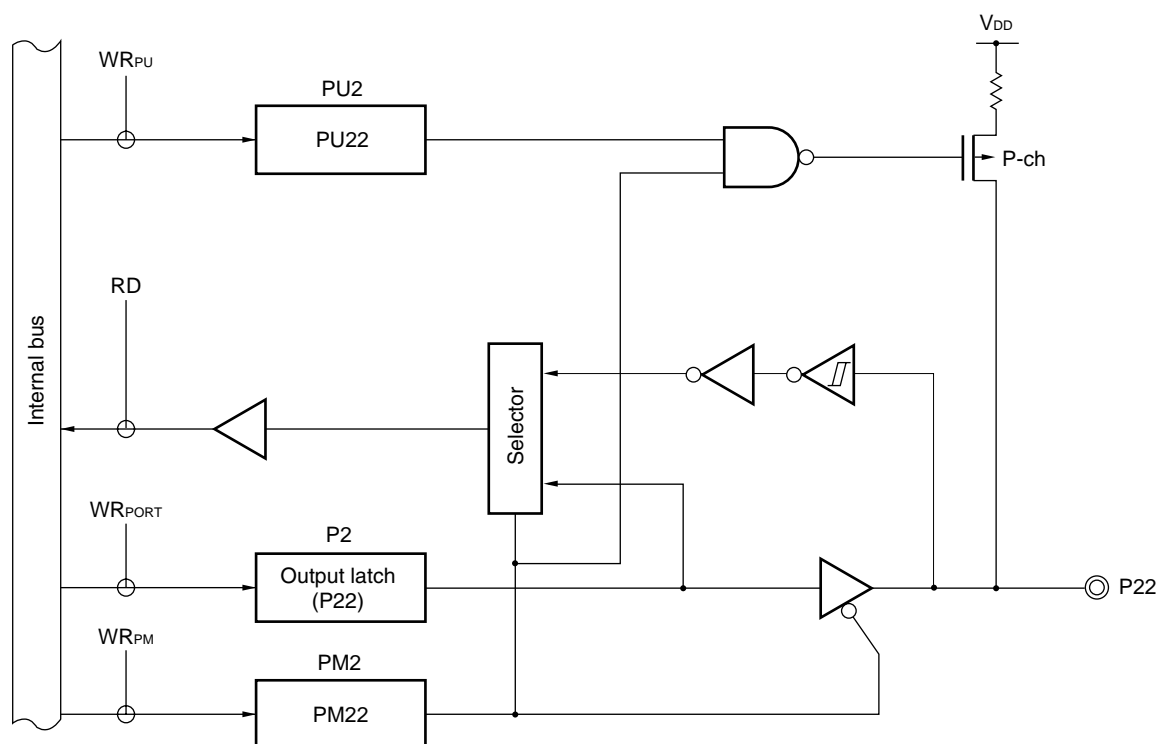 VDD
WRPU
PU2
PU22
P-ch
RD
Internal bus
Selector
WRPORT
P2
Output latch
(P22)
P22
WRPM
PM2
PM22